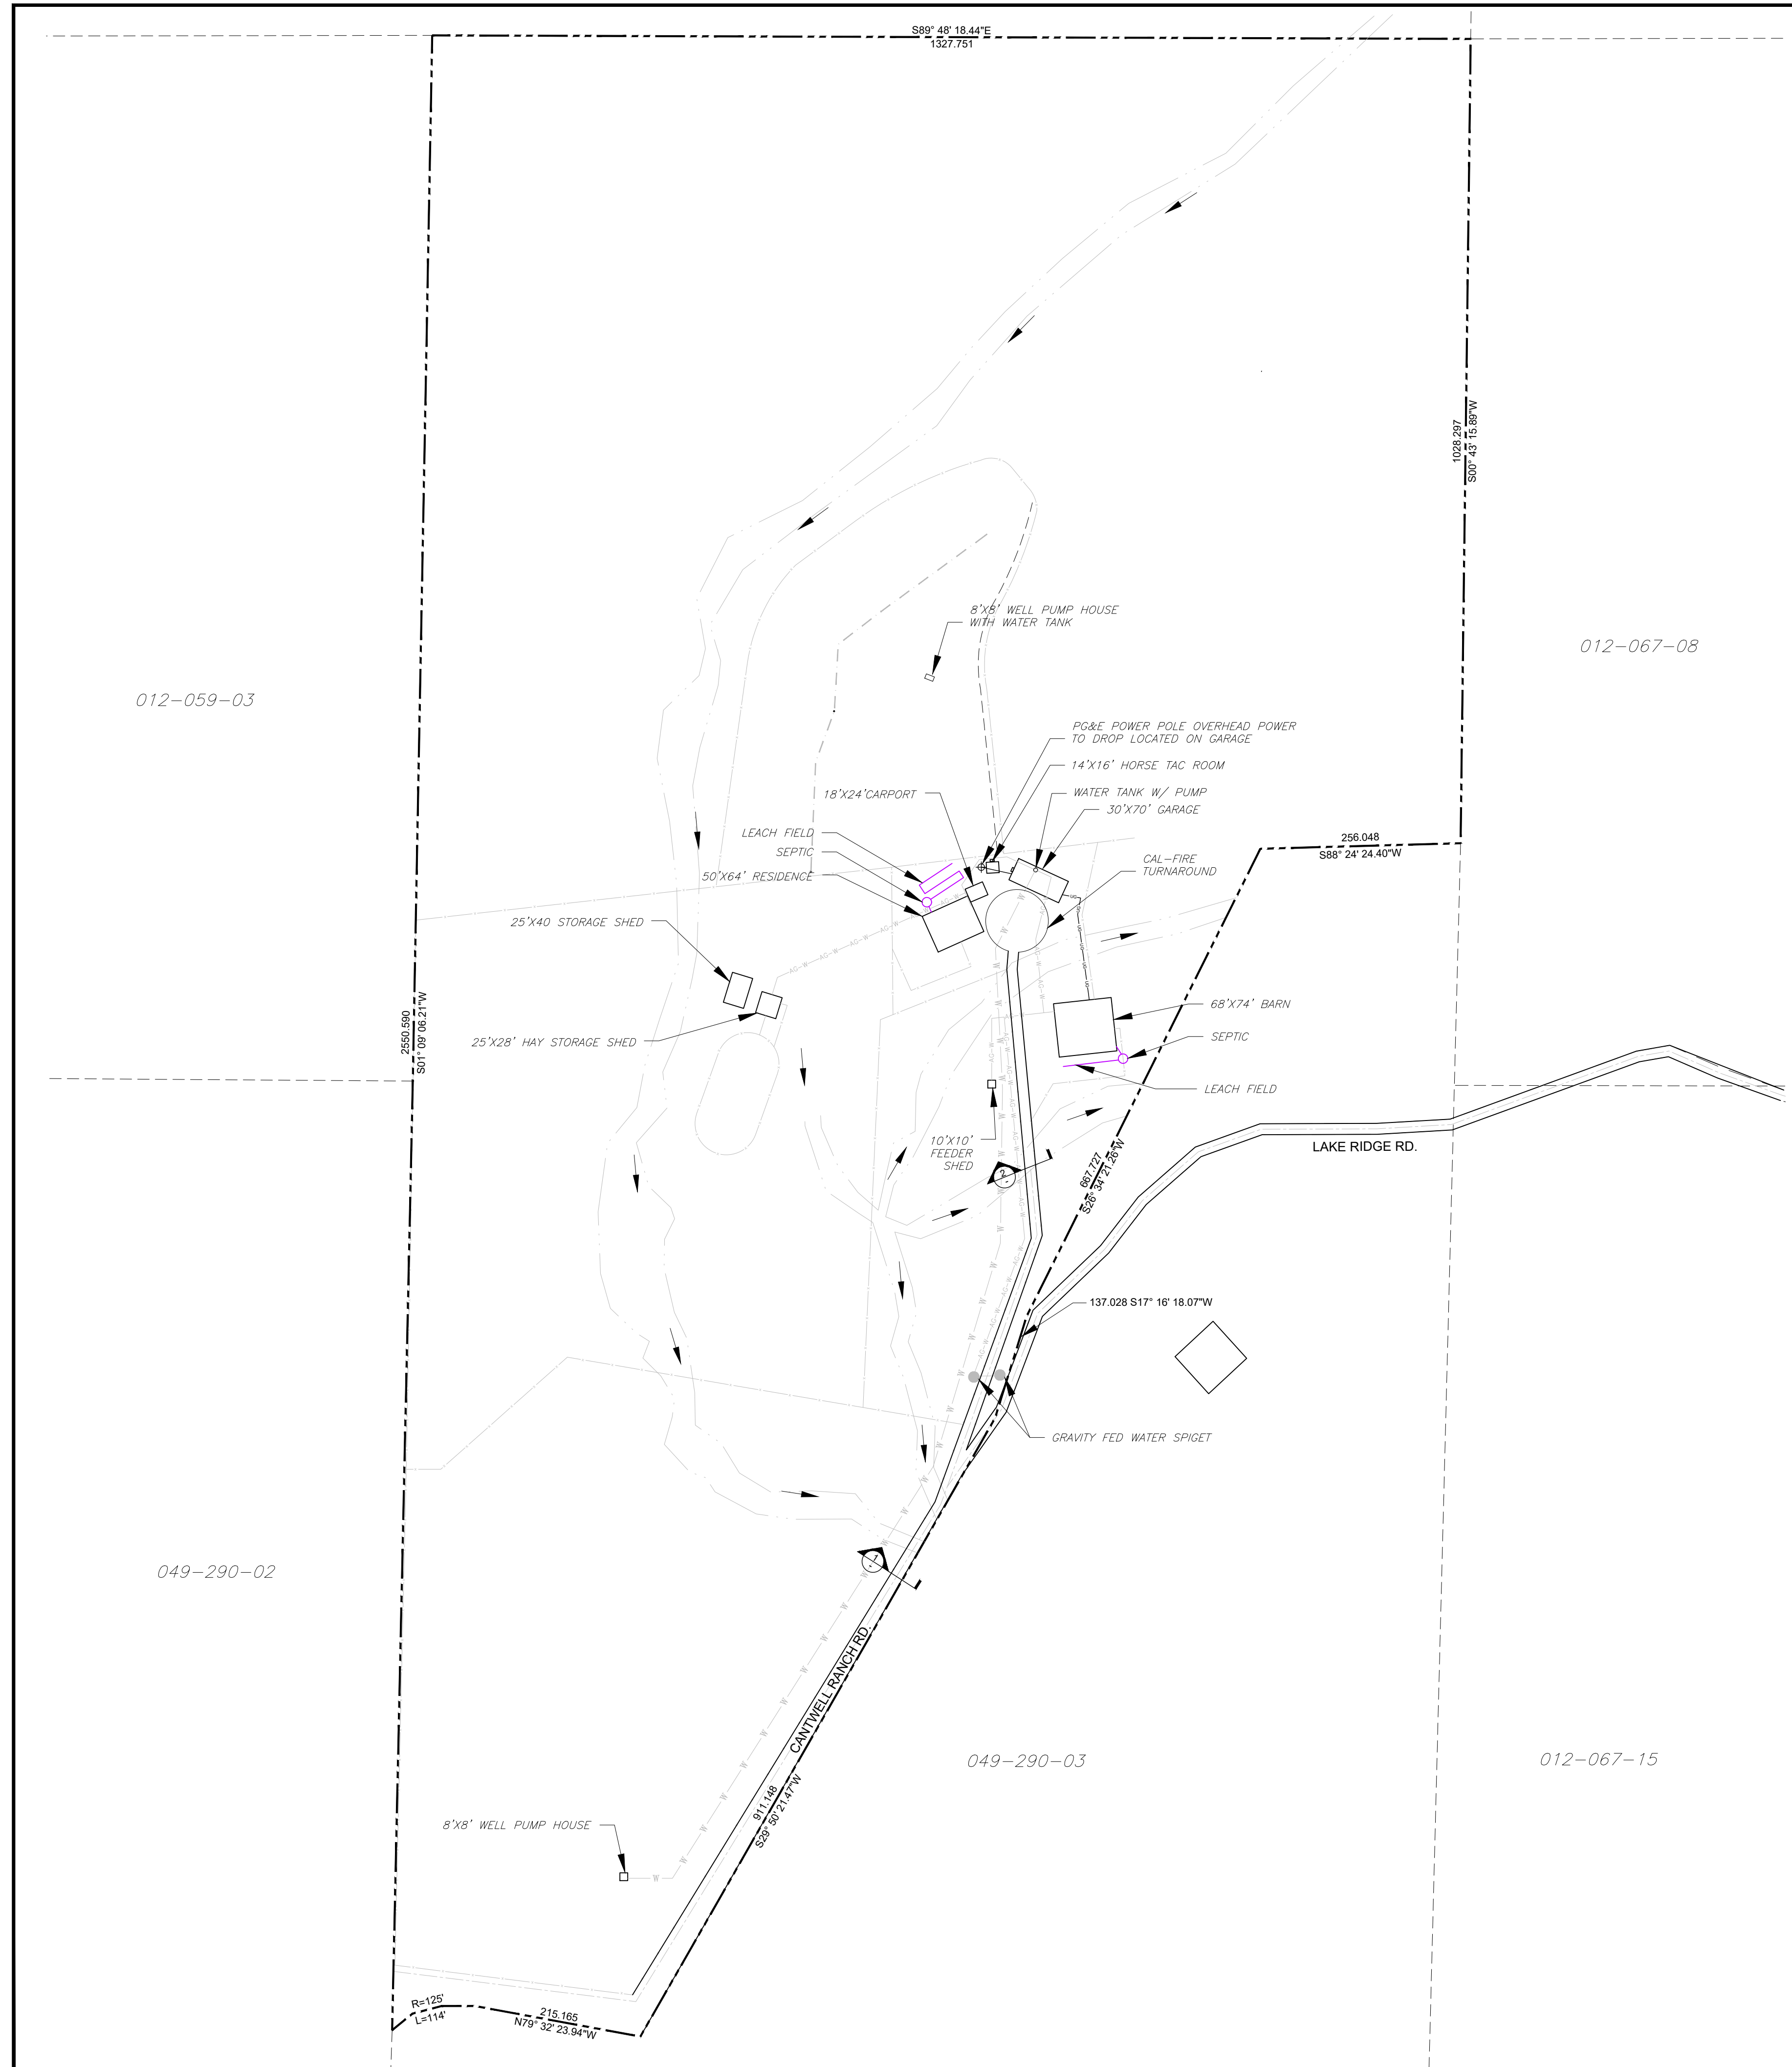 S89° 48' 18.44"E
1327.751
1028.297
S00° 43' 15.89"W
8'X8' WELL PUMP HOUSE
WITH WATER TANK
012-067-08
012-059-03
PG&E POWER POLE OVERHEAD POWER
TO DROP LOCATED ON GARAGE
14'X16' HORSE TAC ROOM
18'X24'CARPORT
WATER TANK W/ PUMP
30'X70' GARAGE
LEACH FIELD
SEPTIC
50'X64' RESIDENCE
CAL-FIRE
TURNAROUND
256.048
S88° 24' 24.40"W
25'X40 STORAGE SHED
68'X74' BARN
2550.590
S01° 09' 06.21"W
25'X28' HAY STORAGE SHED
SEPTIC
LEACH FIELD
10'X10'
FEEDER
SHED
2
-
667.727
S26° 34' 21.26"W
LAKE RIDGE RD.
137.028 S17° 16' 18.07"W
GRAVITY FED WATER SPIGET
1
-
049-290-02
CANTWELL RANCH RD.
049-290-03
012-067-15
911.148
S29° 50' 21.47"W
8'X8' WELL PUMP HOUSE
R=125'
L=114'
215.165
N79° 32' 23.94"W